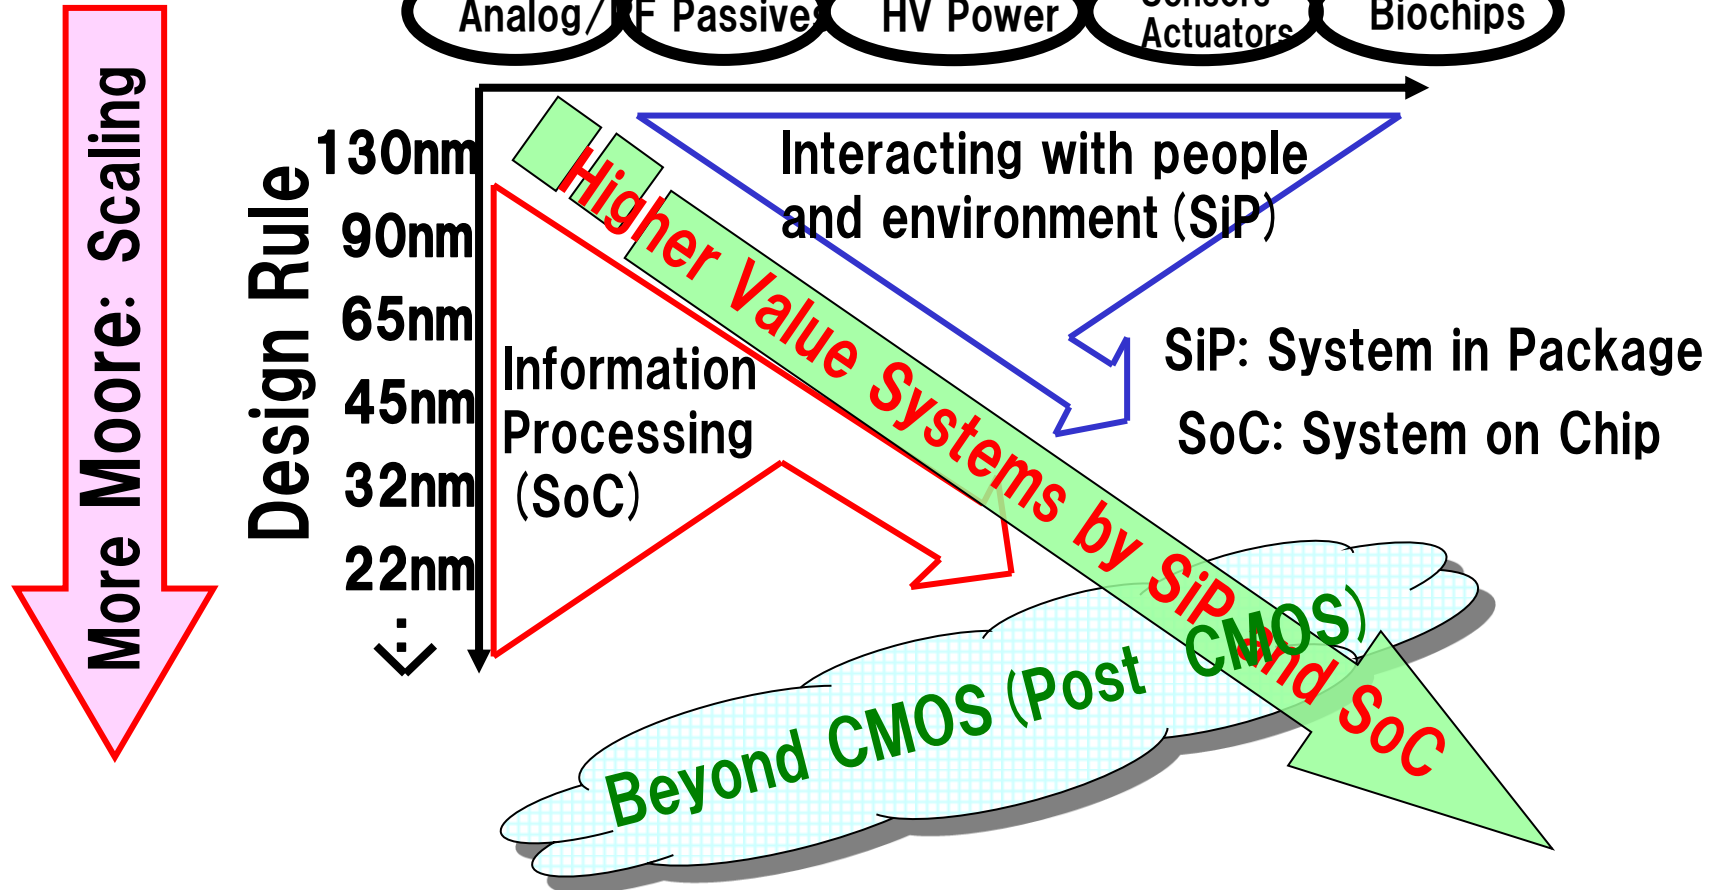 Analog/ F
Passives
HV Power
Sensors
Actuators
Biochips
More Moore: Scaling
Design Rule
130nm
90nm
65nm
45nm
32nm
22nm
Interacting with people
and environment (SiP)
Information
Processing
(SoC)
SiP: System in Package
SoC: System on Chip
Higher Value Systems by SiP and SoC
Beyond CMOS (Post CMOS)